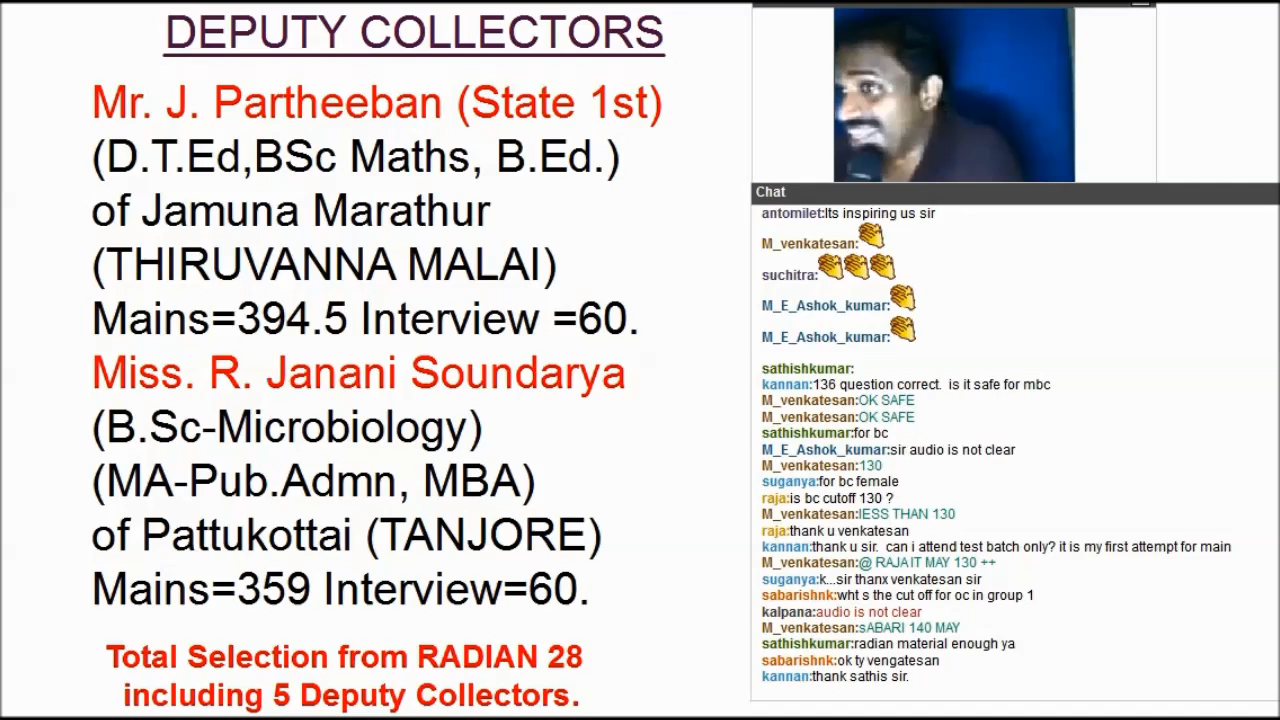 DEPUTY COLLECTORS
Mr. J. Partheeban (State 1st)
(D.T.Ed,BSc Maths, B.Ed.)
of Jamuna Marathur
(THIRUVANNA MALAI)
Mains=394.5 Interview =60.
Miss. R. Janani Soundarya
(B.Sc-Microbiology)
(MA-Pub.Admn, MBA)
of Pattukottai (TANJORE)
Mains=359 Interview=60.
Total Selection from RADIAN 28
including 5 Deputy Collectors.
Chat
antomilet:Its inspiring us sir
M_venkatesan:
suchitra:
M_E_Ashok_kumar:
M_E_Ashok_kumar:
sathishkumar:
kannan:136 question correct. is it safe for mbc
M_venkatesan:OK SAFE
M_venkatesan:OK SAFE
sathishkumar:for bc
M_E_Ashok_kumar:sir audio is not clear
M_venkatesan:130
suganya:for bc female
raja:is bc cutoff 130 ?
M_venkatesan:lESS THAN 130
raja:thank u venkatesan
kannan:thank u sir. can i attend test batch only? it is my first attempt for main
M_venkatesan:@ RAJA IT MAY 130 ++
suganya:k...sir thanx venkatesan sir
sabarishnk:wht s the cut off for oc in group 1
kalpana:audio is not clear
M_venkatesan:sABARI 140 MAY
sathishkumar:radian material enough ya
sabarishnk:ok ty vengatesan
kannan:thank sathis sir.